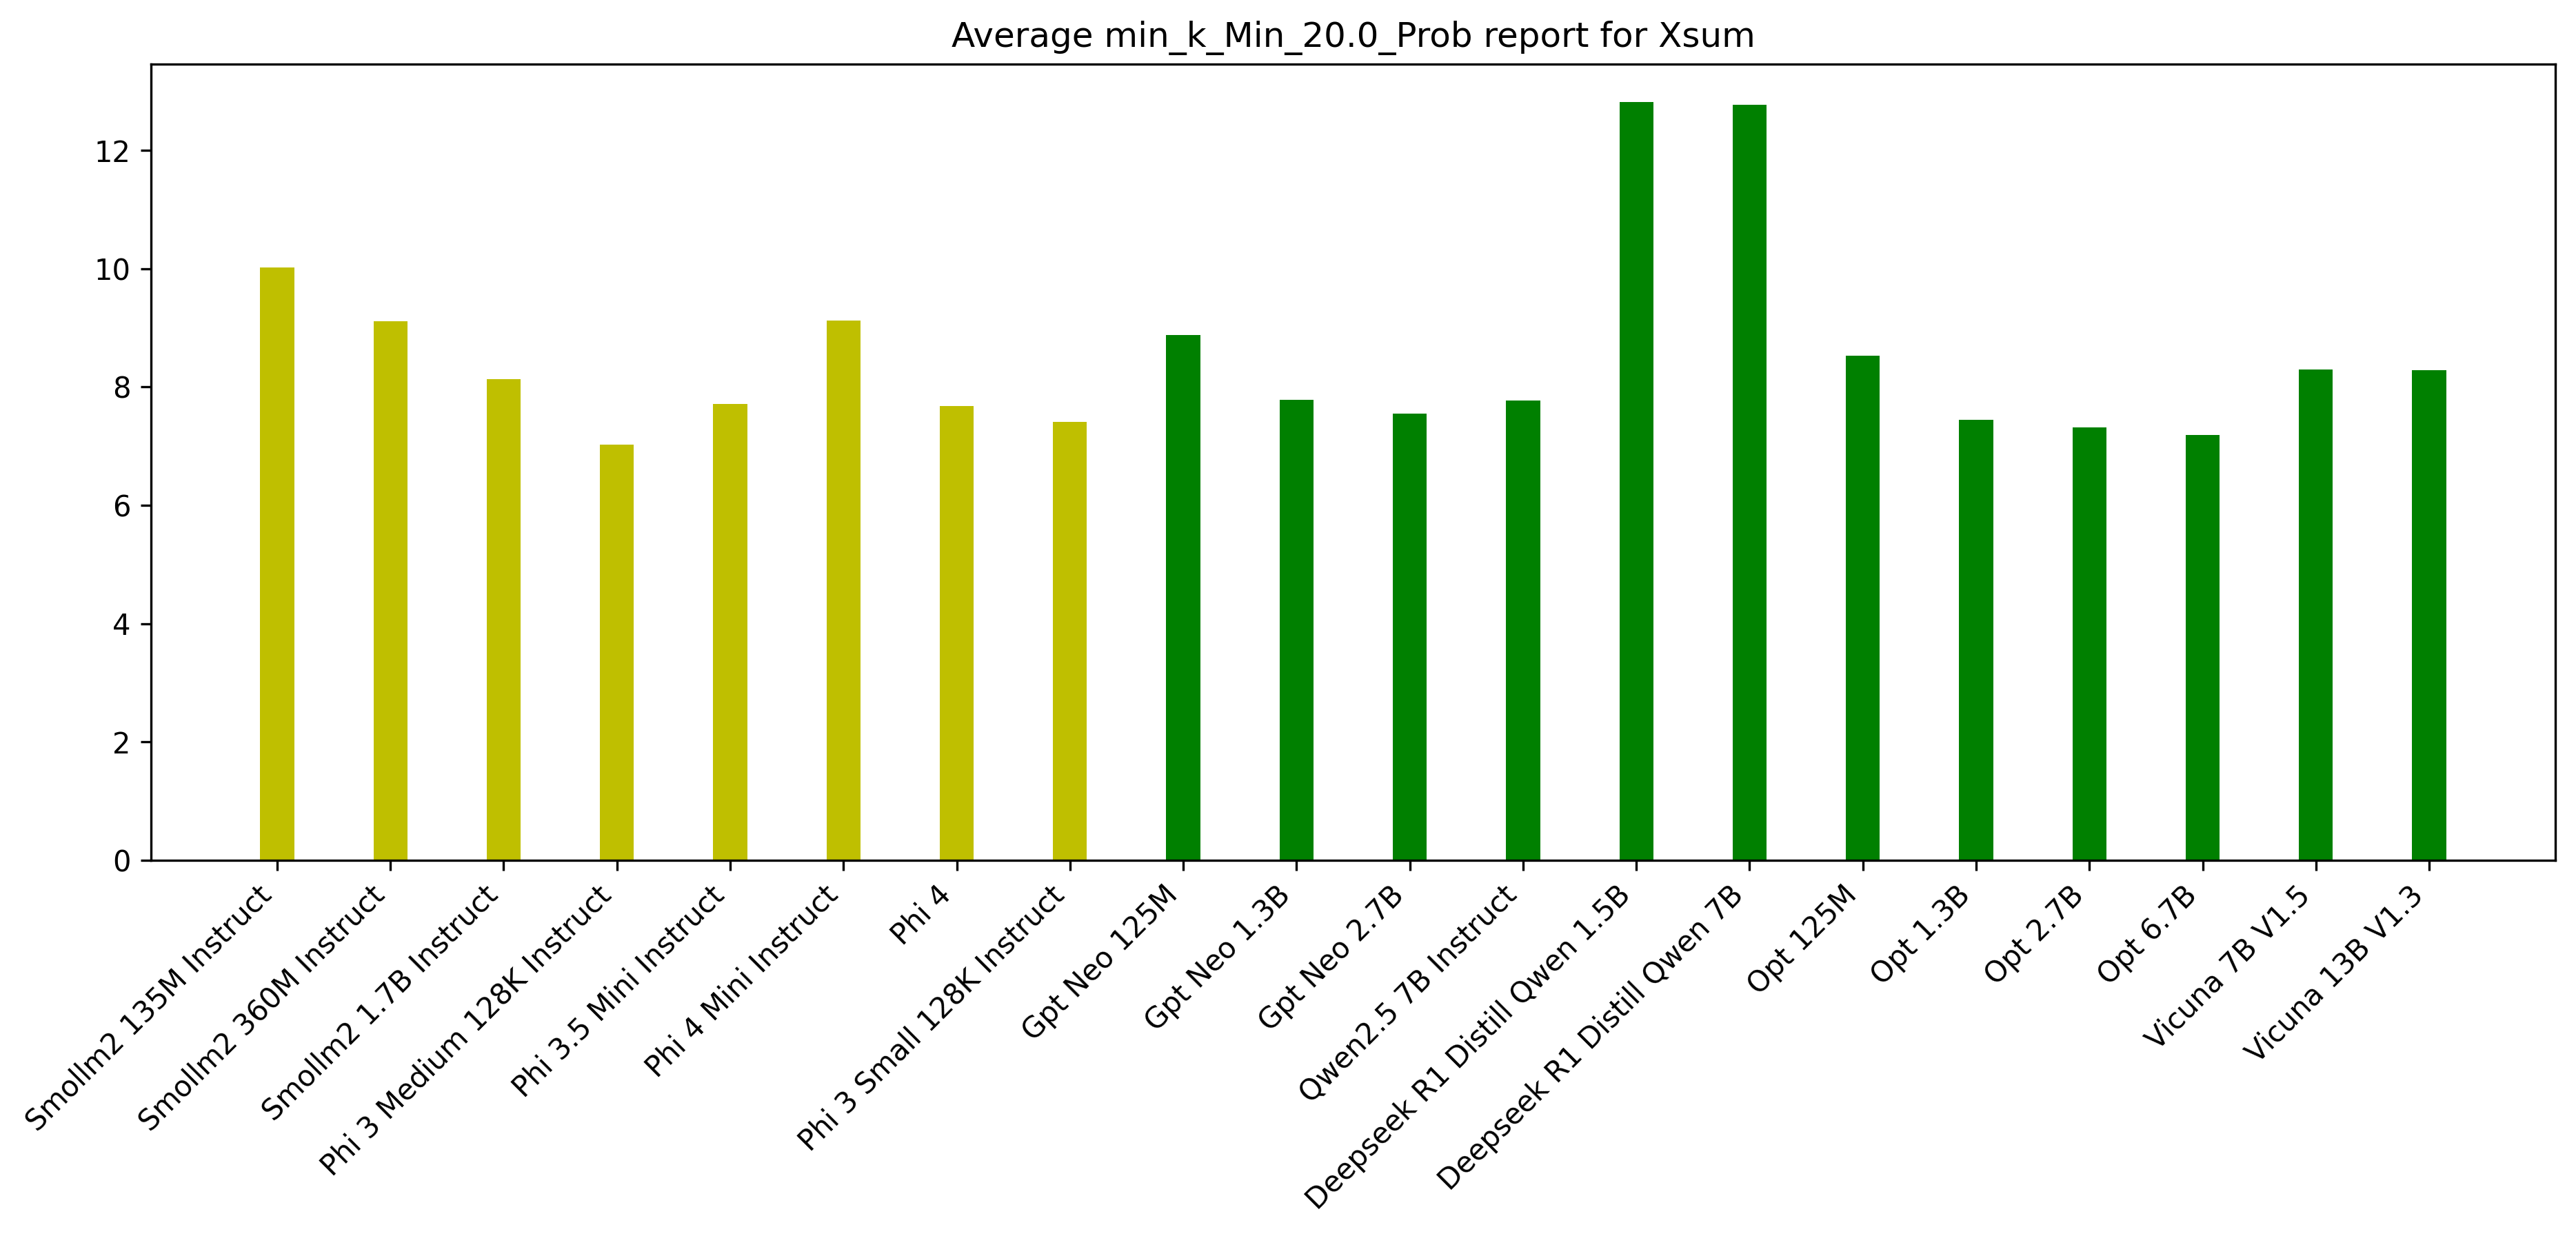 Average min_k_Min_20.0_Prob report for Xsum
12
10
8
6
4
2
0
Smollm2 135M Instruct
Smollm2 360M Instruct
Smollm2 1.7B Instruct
Phi 3 Medium 128K Instruct
Phi 3.5 Mini Instruct
Phi 4 Mini Instruct
Phi 4
Phi 3 Small 128K Instruct
Gpt Neo 125M
Gpt Neo 1.3B
Gpt Neo 2.7B
Qwen2.5 7B Instruct
Deepseek R1 Distill Qwen 1.5B
Deepseek R1 Distill Qwen 7B
Opt 125M
Opt 1.3B
Opt 2.7B
Opt 6.7B
Vicuna 7B V1.5
Vicuna 13B V1.3